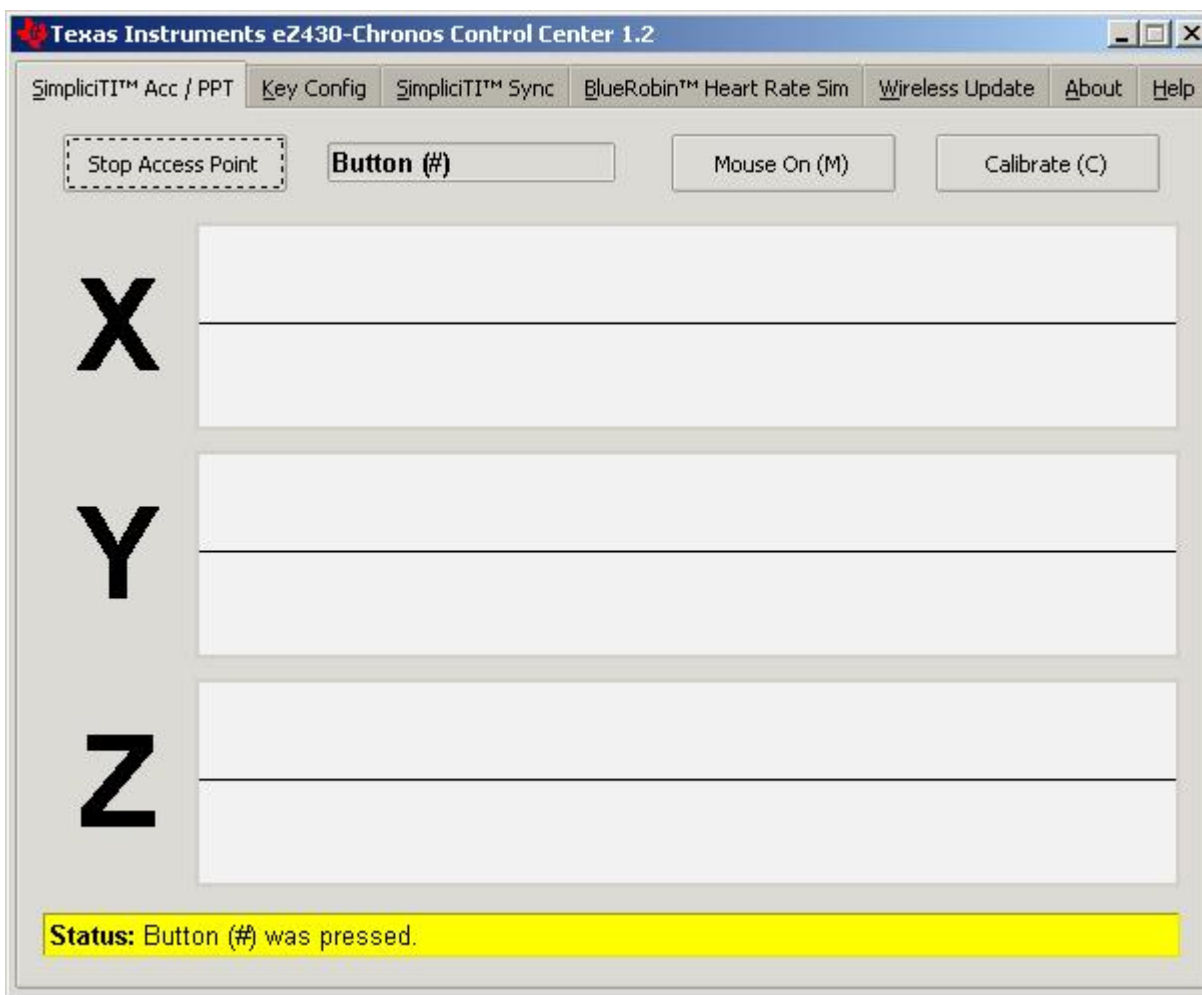 Texas Instruments eZ430-Chronos Control Center 1.2
SimpliciTI™ Acc / PPT Key Config SimpliciTI™ Sync BlueRobin™ Heart Rate Sim Wireless Update About Help
Stop Access Point Button (#) Mouse On (M) Calibrate (C)
X
Y
Z
Status: Button (#) was pressed.